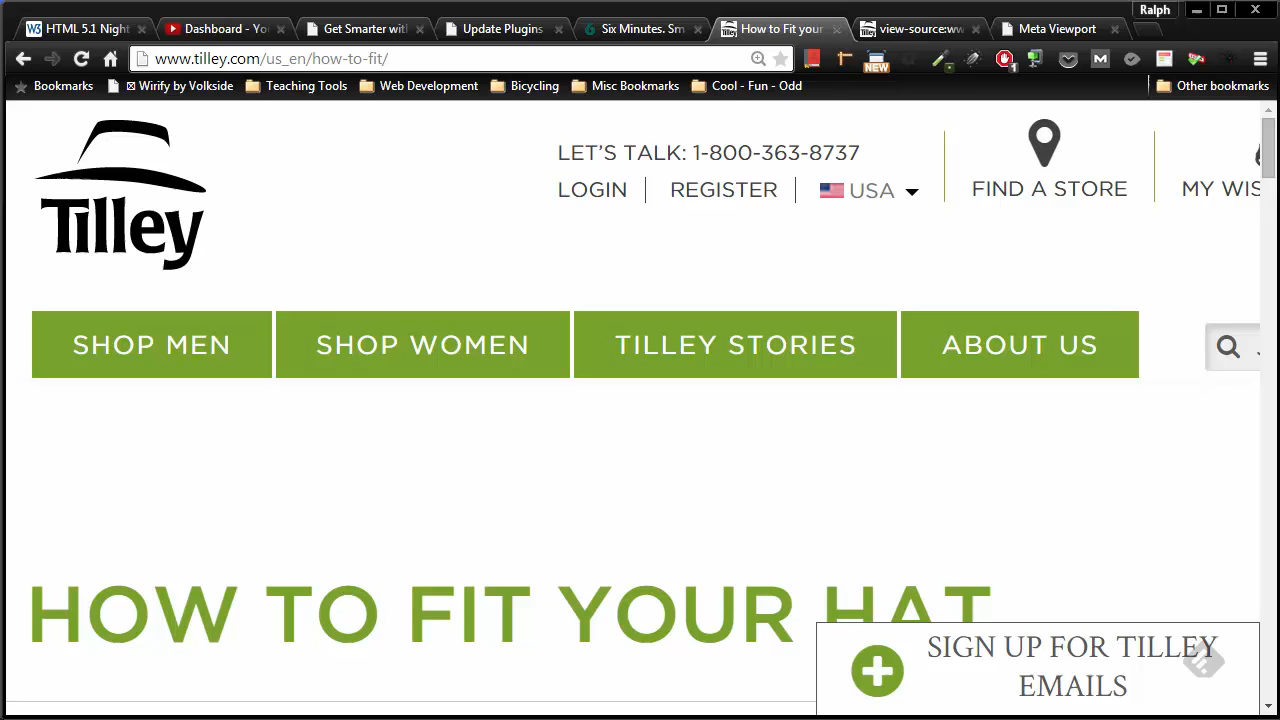 Ralph
HTML 5.1 Night
Dashboard - Yo
Get Smarter wit
Update Plugins
Six Minutes. Sm
How to Fit your
view-source:ww
Meta Viewport
www.tilley.com/us_en/how-to-fit/
NEW
1
M
Bookmarks
Wirify by Volkside
Teaching Tools
Web Development
Bicycling
Misc Bookmarks
Cool - Fun - Odd
Other bookmarks
Tilley
LET'S TALK: 1-800-363-8737
LOGIN
REGISTER
USA
FIND A STORE
MY WIS
SHOP MEN
SHOP WOMEN
TILLEY STORIES
ABOUT US
HOW TO FIT YOUR HAT
SIGN UP FOR TILLEY
EMAILS